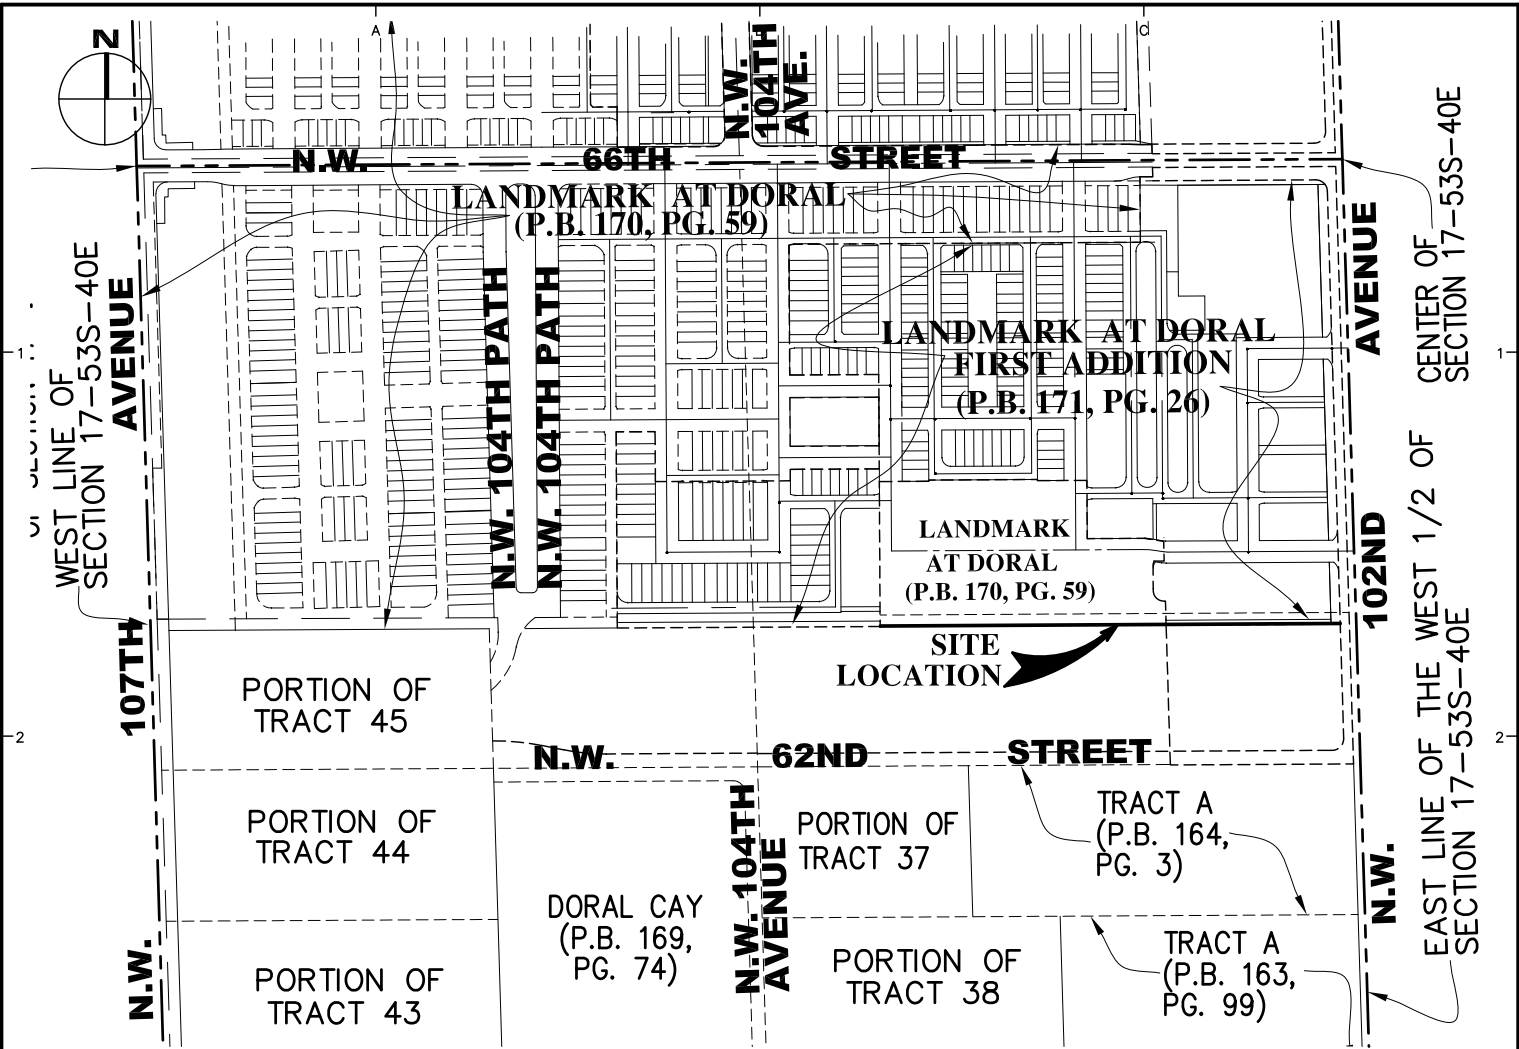 A
C
N
N.W.
104TH
AVE.
N.W. 66TH STREET
LANDMARK AT DORAL
(P.B. 170, PG. 59)
CENTER OF
SECTION 17-53S-40E
WEST LINE OF
SECTION 17-53S-40E
AVENUE
107TH
N.W.
N.W. 104TH PATH
N.W. 104TH PATH
LANDMARK AT DORAL
FIRST ADDITION
(P.B. 171, PG. 26)
AVENUE
102ND
N.W.
1
1
LANDMARK
AT DORAL
(P.B. 170, PG. 59)
SITE
LOCATION
EAST LINE OF THE WEST 1/2 OF
SECTION 17-53S-40E
PORTION OF
TRACT 45
2
2
N.W. 62ND STREET
PORTION OF
TRACT 44
N.W. 104TH
AVENUE
PORTION OF
TRACT 37
TRACT A
(P.B. 164,
PG. 3)
DORAL CAY
(P.B. 169,
PG. 74)
PORTION OF
TRACT 43
PORTION OF
TRACT 38
TRACT A
(P.B. 163,
PG. 99)